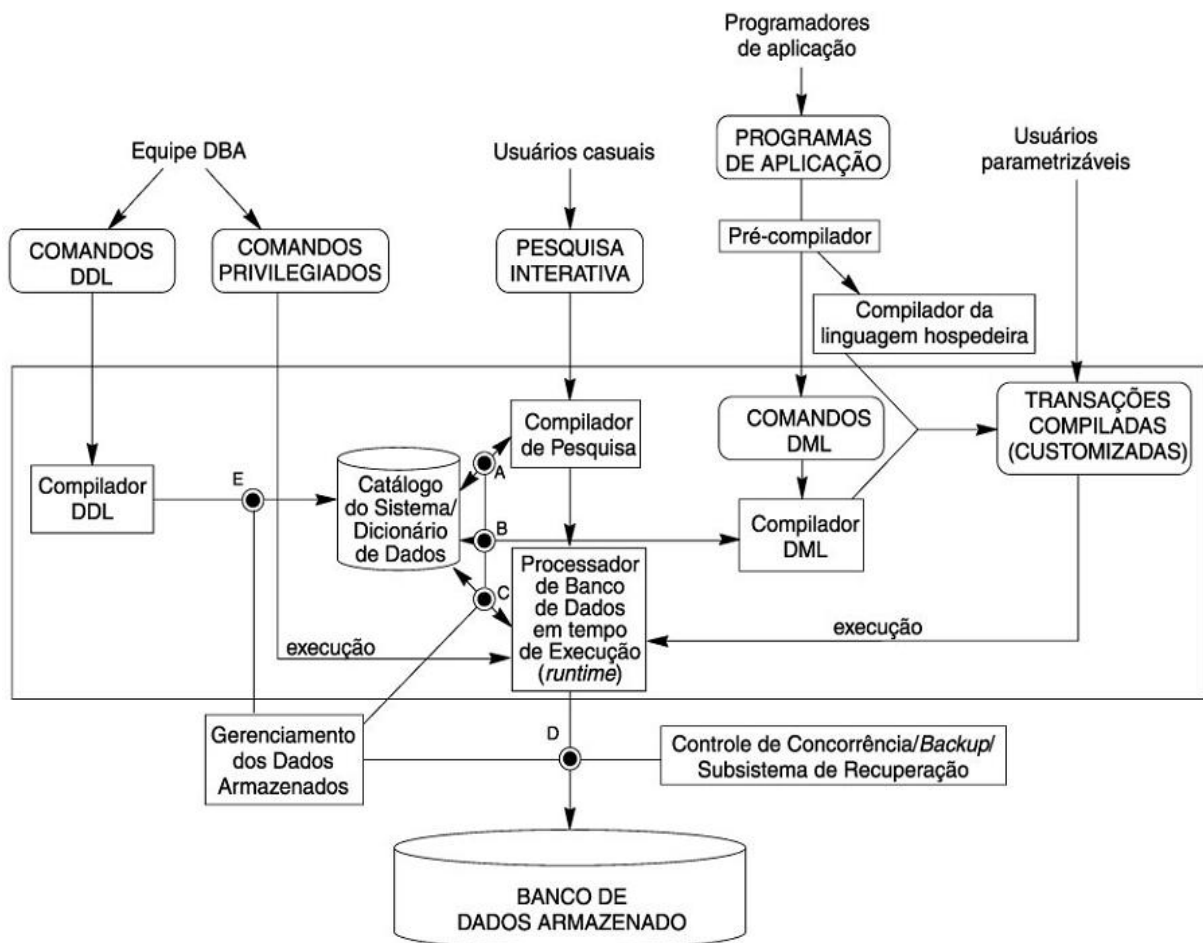 Programadores
de aplicação
Equipe DBA
Usuários casuais
PROGRAMAS
DE APLICAÇÃO
Usuários
parametrizáveis
COMANDOS
DDL
COMANDOS
PRIVILEGIADOS
PESQUISA
INTERATIVA
Pré-compilador
Compilador da
linguagem hospedeira
Compilador
DDL
E
Catálogo
do Sistema/
Dicionário
de Dados
A
B
C
Compilador
de Pesquisa
COMANDOS
DML
TRANSAÇÕES
COMPILADAS
(CUSTOMIZADAS)
Compilador
DML
Processador
de Banco
de Dados
em tempo
de Execução
(runtime)
execução
execução
Gerenciamento
dos Dados
Armazenados
D
Controle de Concorrência/Backup/
Subsistema de Recuperação
BANCO DE
DADOS ARMAZENADO